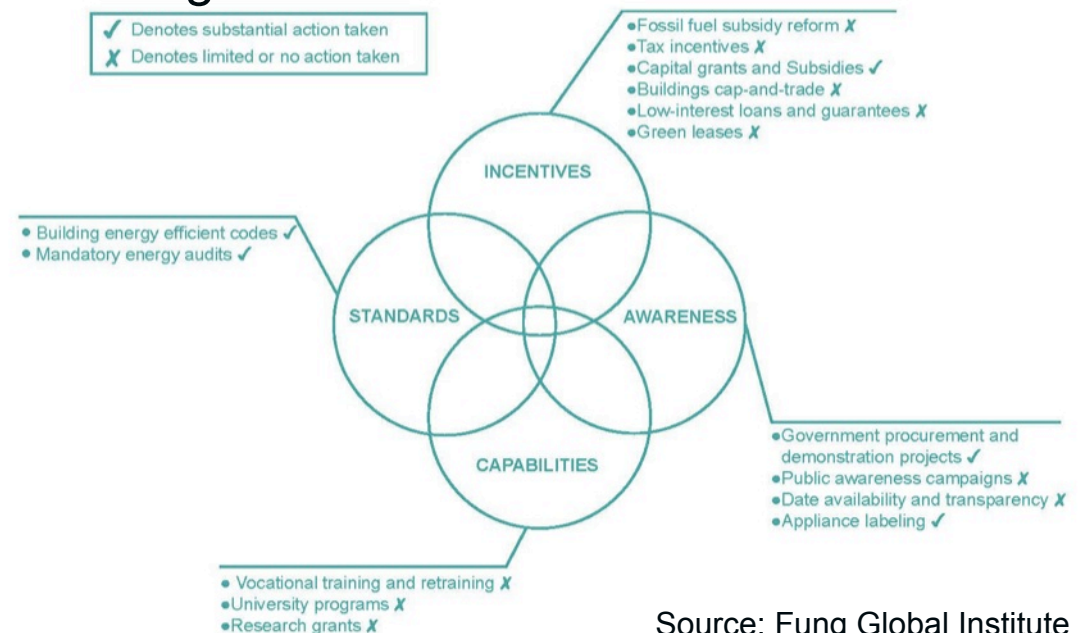 ✓ Denotes substantial action taken
✗ Denotes limited or no action taken
•Fossil fuel subsidy reform ✗
•Tax incentives ✗
•Capital grants and Subsidies ✓
•Buildings cap-and-trade ✗
•Low-interest loans and guarantees ✗
•Green leases ✗
INCENTIVES
• Building energy efficient codes ✓
• Mandatory energy audits ✓
STANDARDS
AWARENESS
•Government procurement and
demonstration projects ✓
•Public awareness campaigns ✗
•Date availability and transparency ✗
•Appliance labeling ✓
CAPABILITIES
• Vocational training and retraining ✗
•University programs ✗
•Research grants ✗
Source: Fung Global Institute